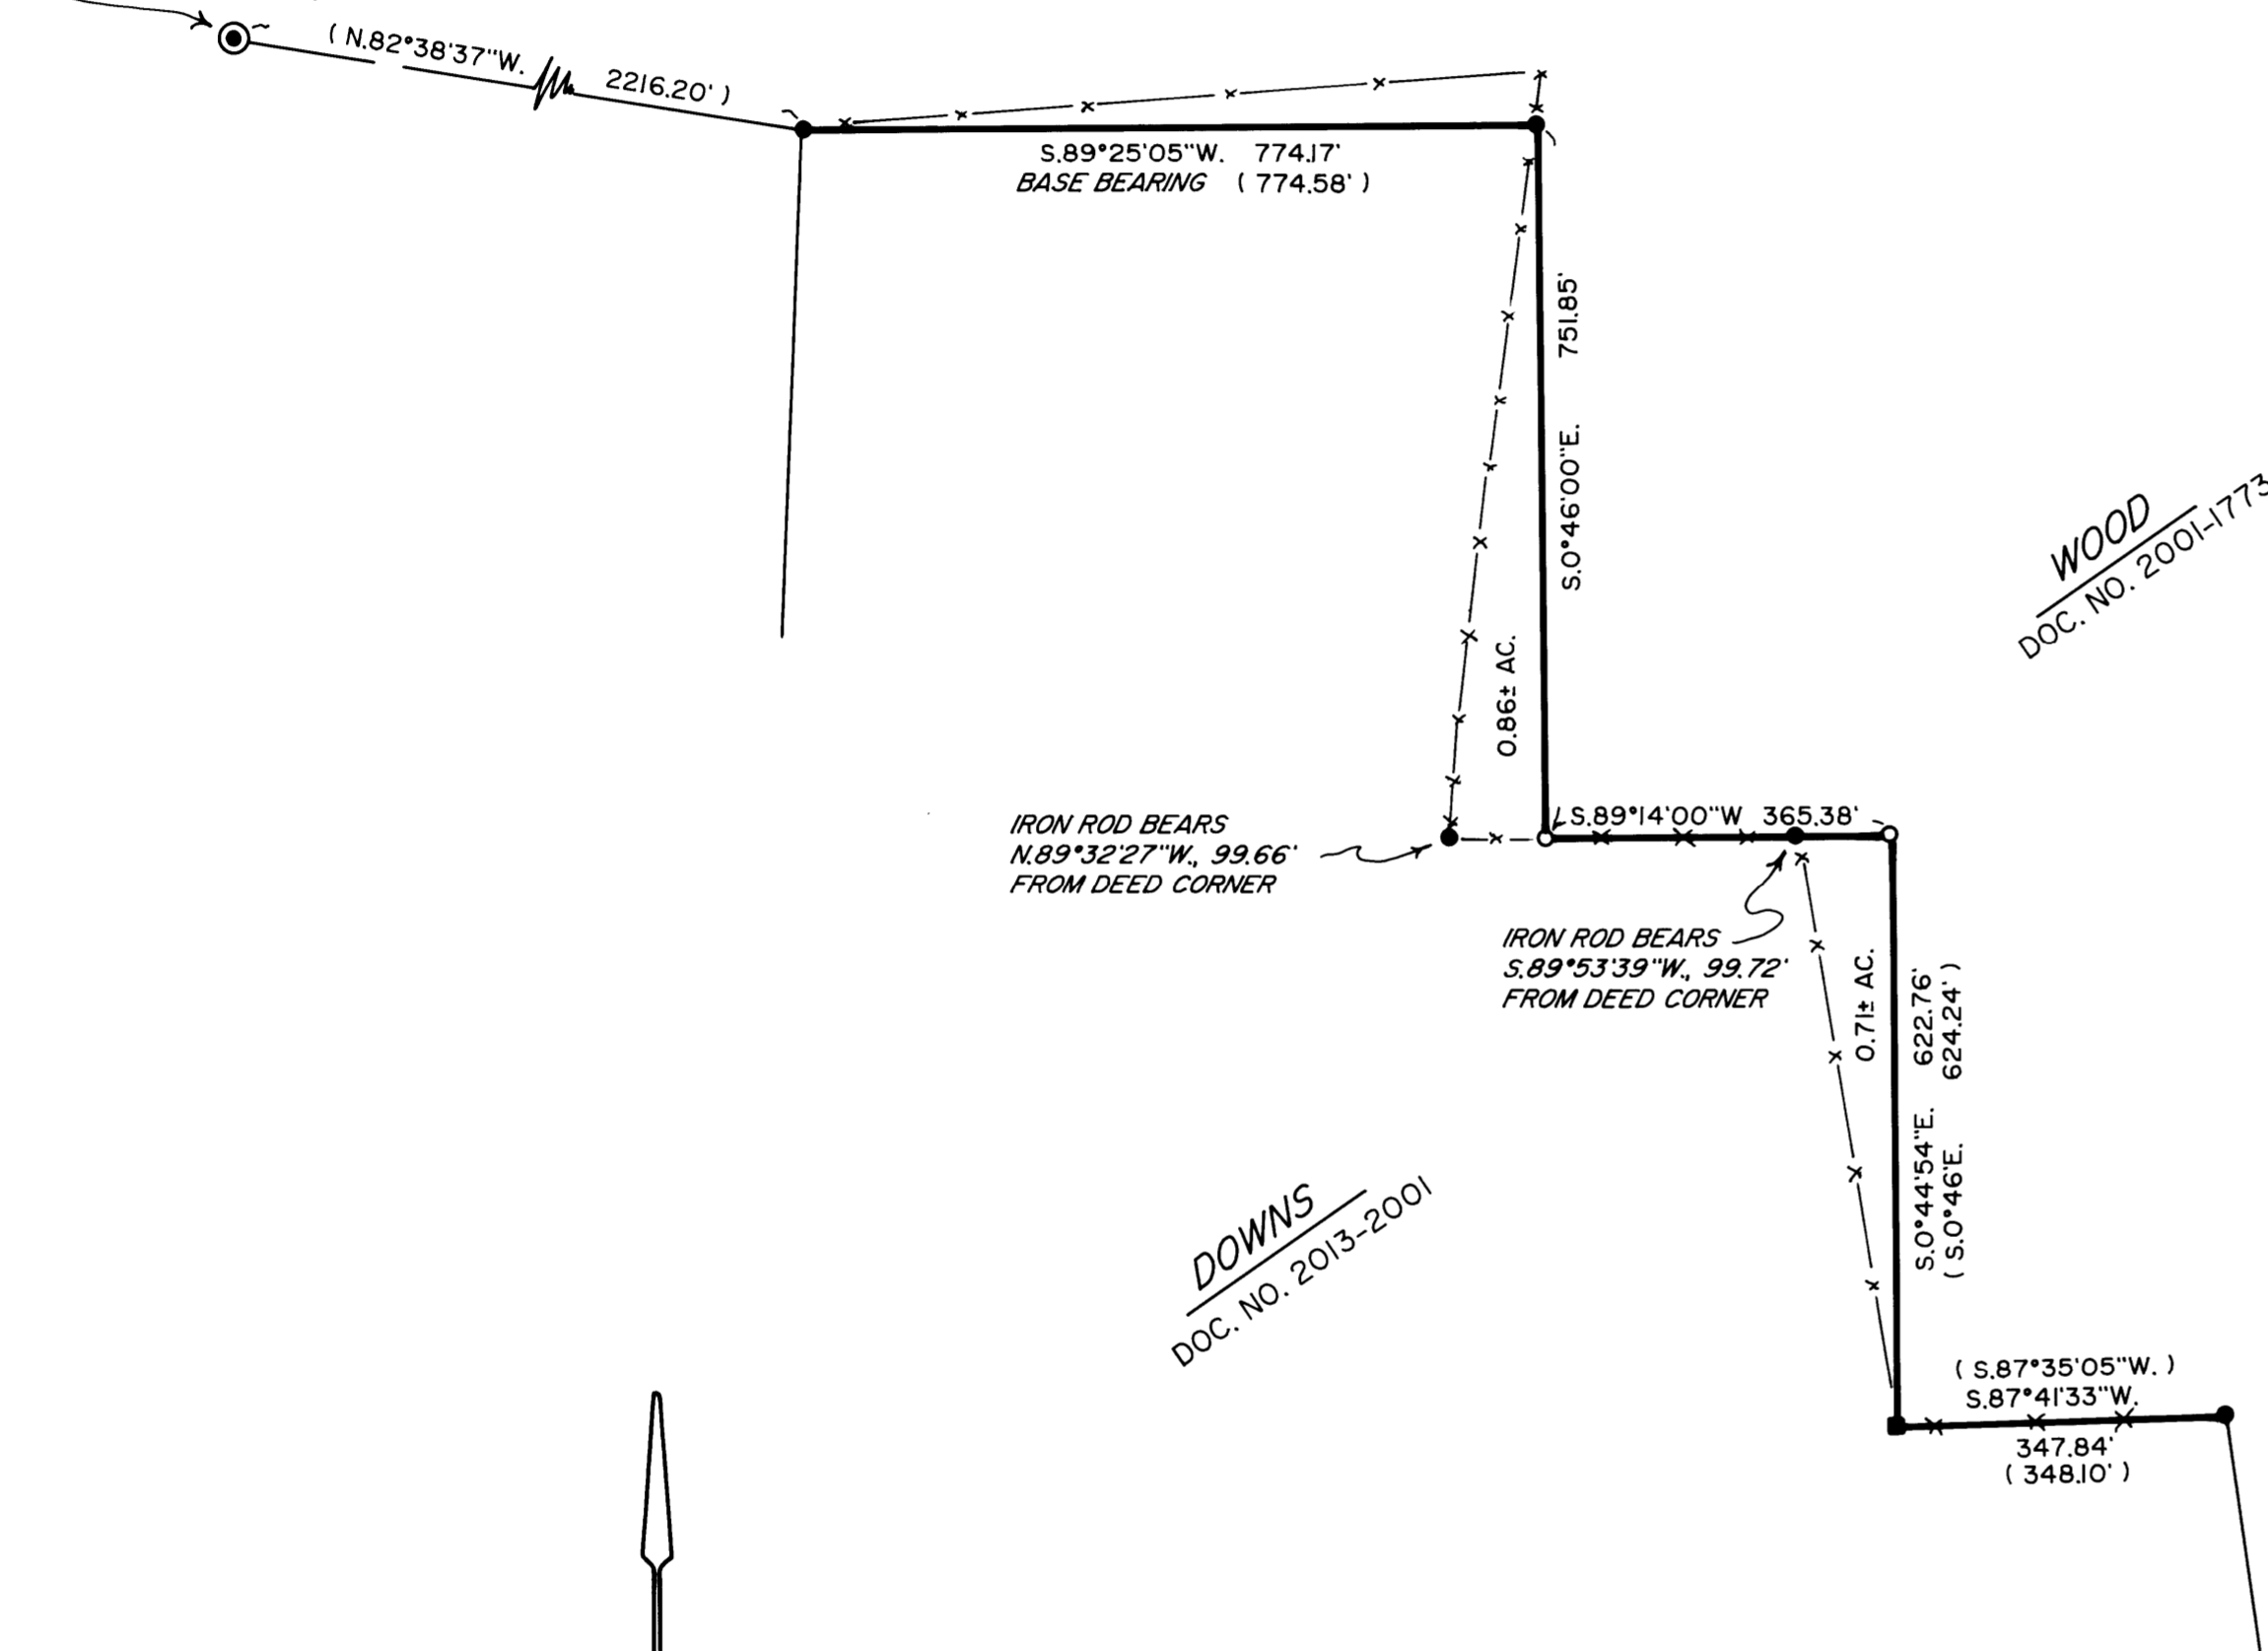 ( N.82°38'37"W. 2216.20' )
S.89°25'05"W. 774.17'
BASE BEARING ( 774.58' )
S.0°46'00"E. 751.85'
0.86± AC.
WOOD
DOC. NO. 2001-1773
IRON ROD BEARS
N.89°32'27"W., 99.66'
FROM DEED CORNER
S.89°14'00"W 365.38'
IRON ROD BEARS
S.89°53'39"W., 99.72'
FROM DEED CORNER
0.71± AC.
S.0°44'54"E. 622.76'
( S.0°46'E. 624.24' )
DOWNS
DOC. NO. 2013-2001
( S.87°35'05"W. )
S.87°41'33"W.
347.84'
( 348.10' )